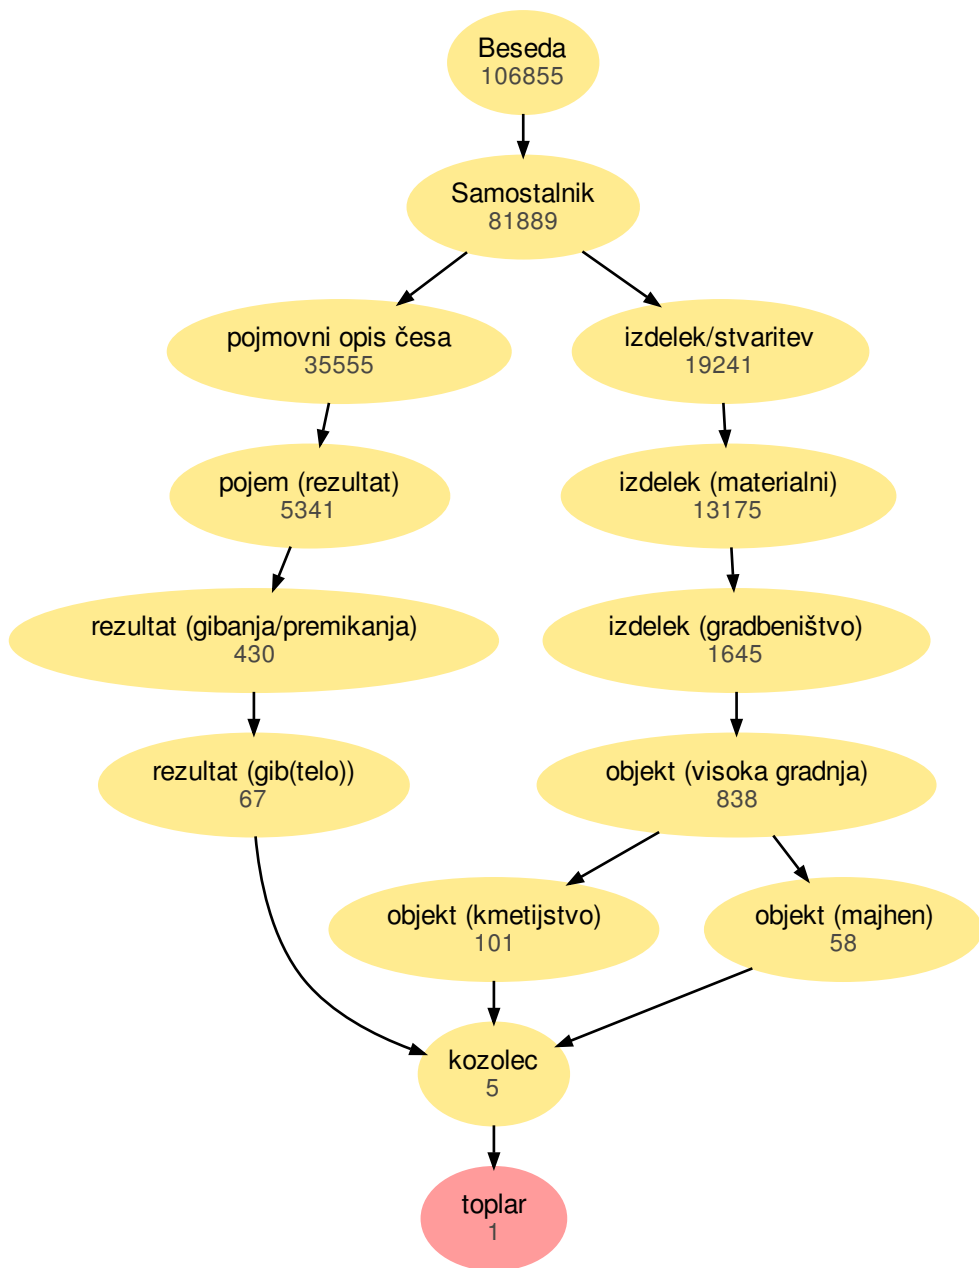 Beseda
106855
Samostalnik
81889
pojmovni opis česa
35555
izdelek/stvaritev
19241
pojem (rezultat)
5341
izdelek (materialni)
13175
rezultat (gibanja/premikanja)
430
izdelek (gradbeništvo)
1645
rezultat (gib(telo))
67
objekt (visoka gradnja)
838
objekt (kmetijstvo)
101
objekt (majhen)
58
kozolec
5
toplar
1